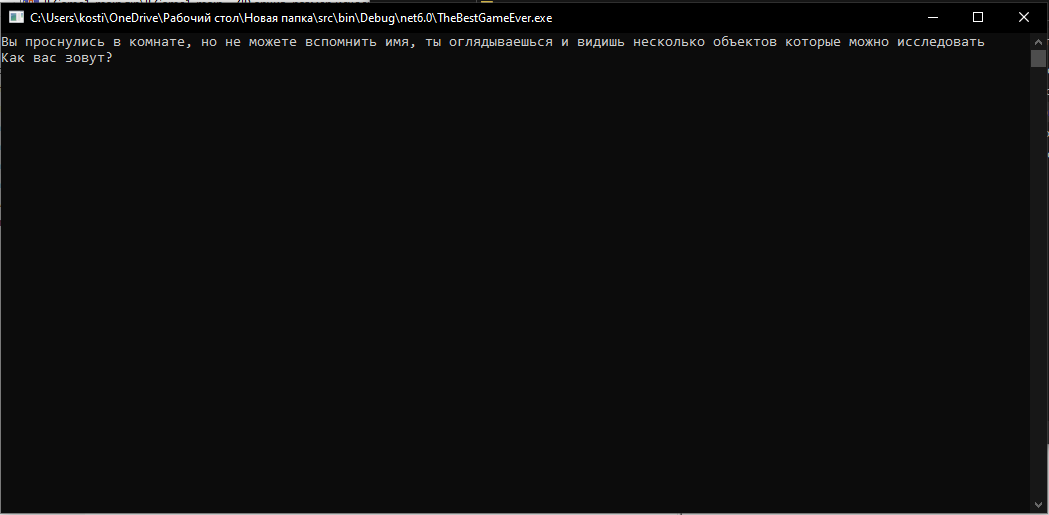 C:\Users\kosti\OneDrive\Рабочий стол\Новая папка\src\bin\Debug\net6.0\TheBestGameEver.exe
Вы проснулись в комнате, но не можете вспомнить имя, ты оглядываешься и видишь несколько объектов которые можно исследовать
Как вас зовут?